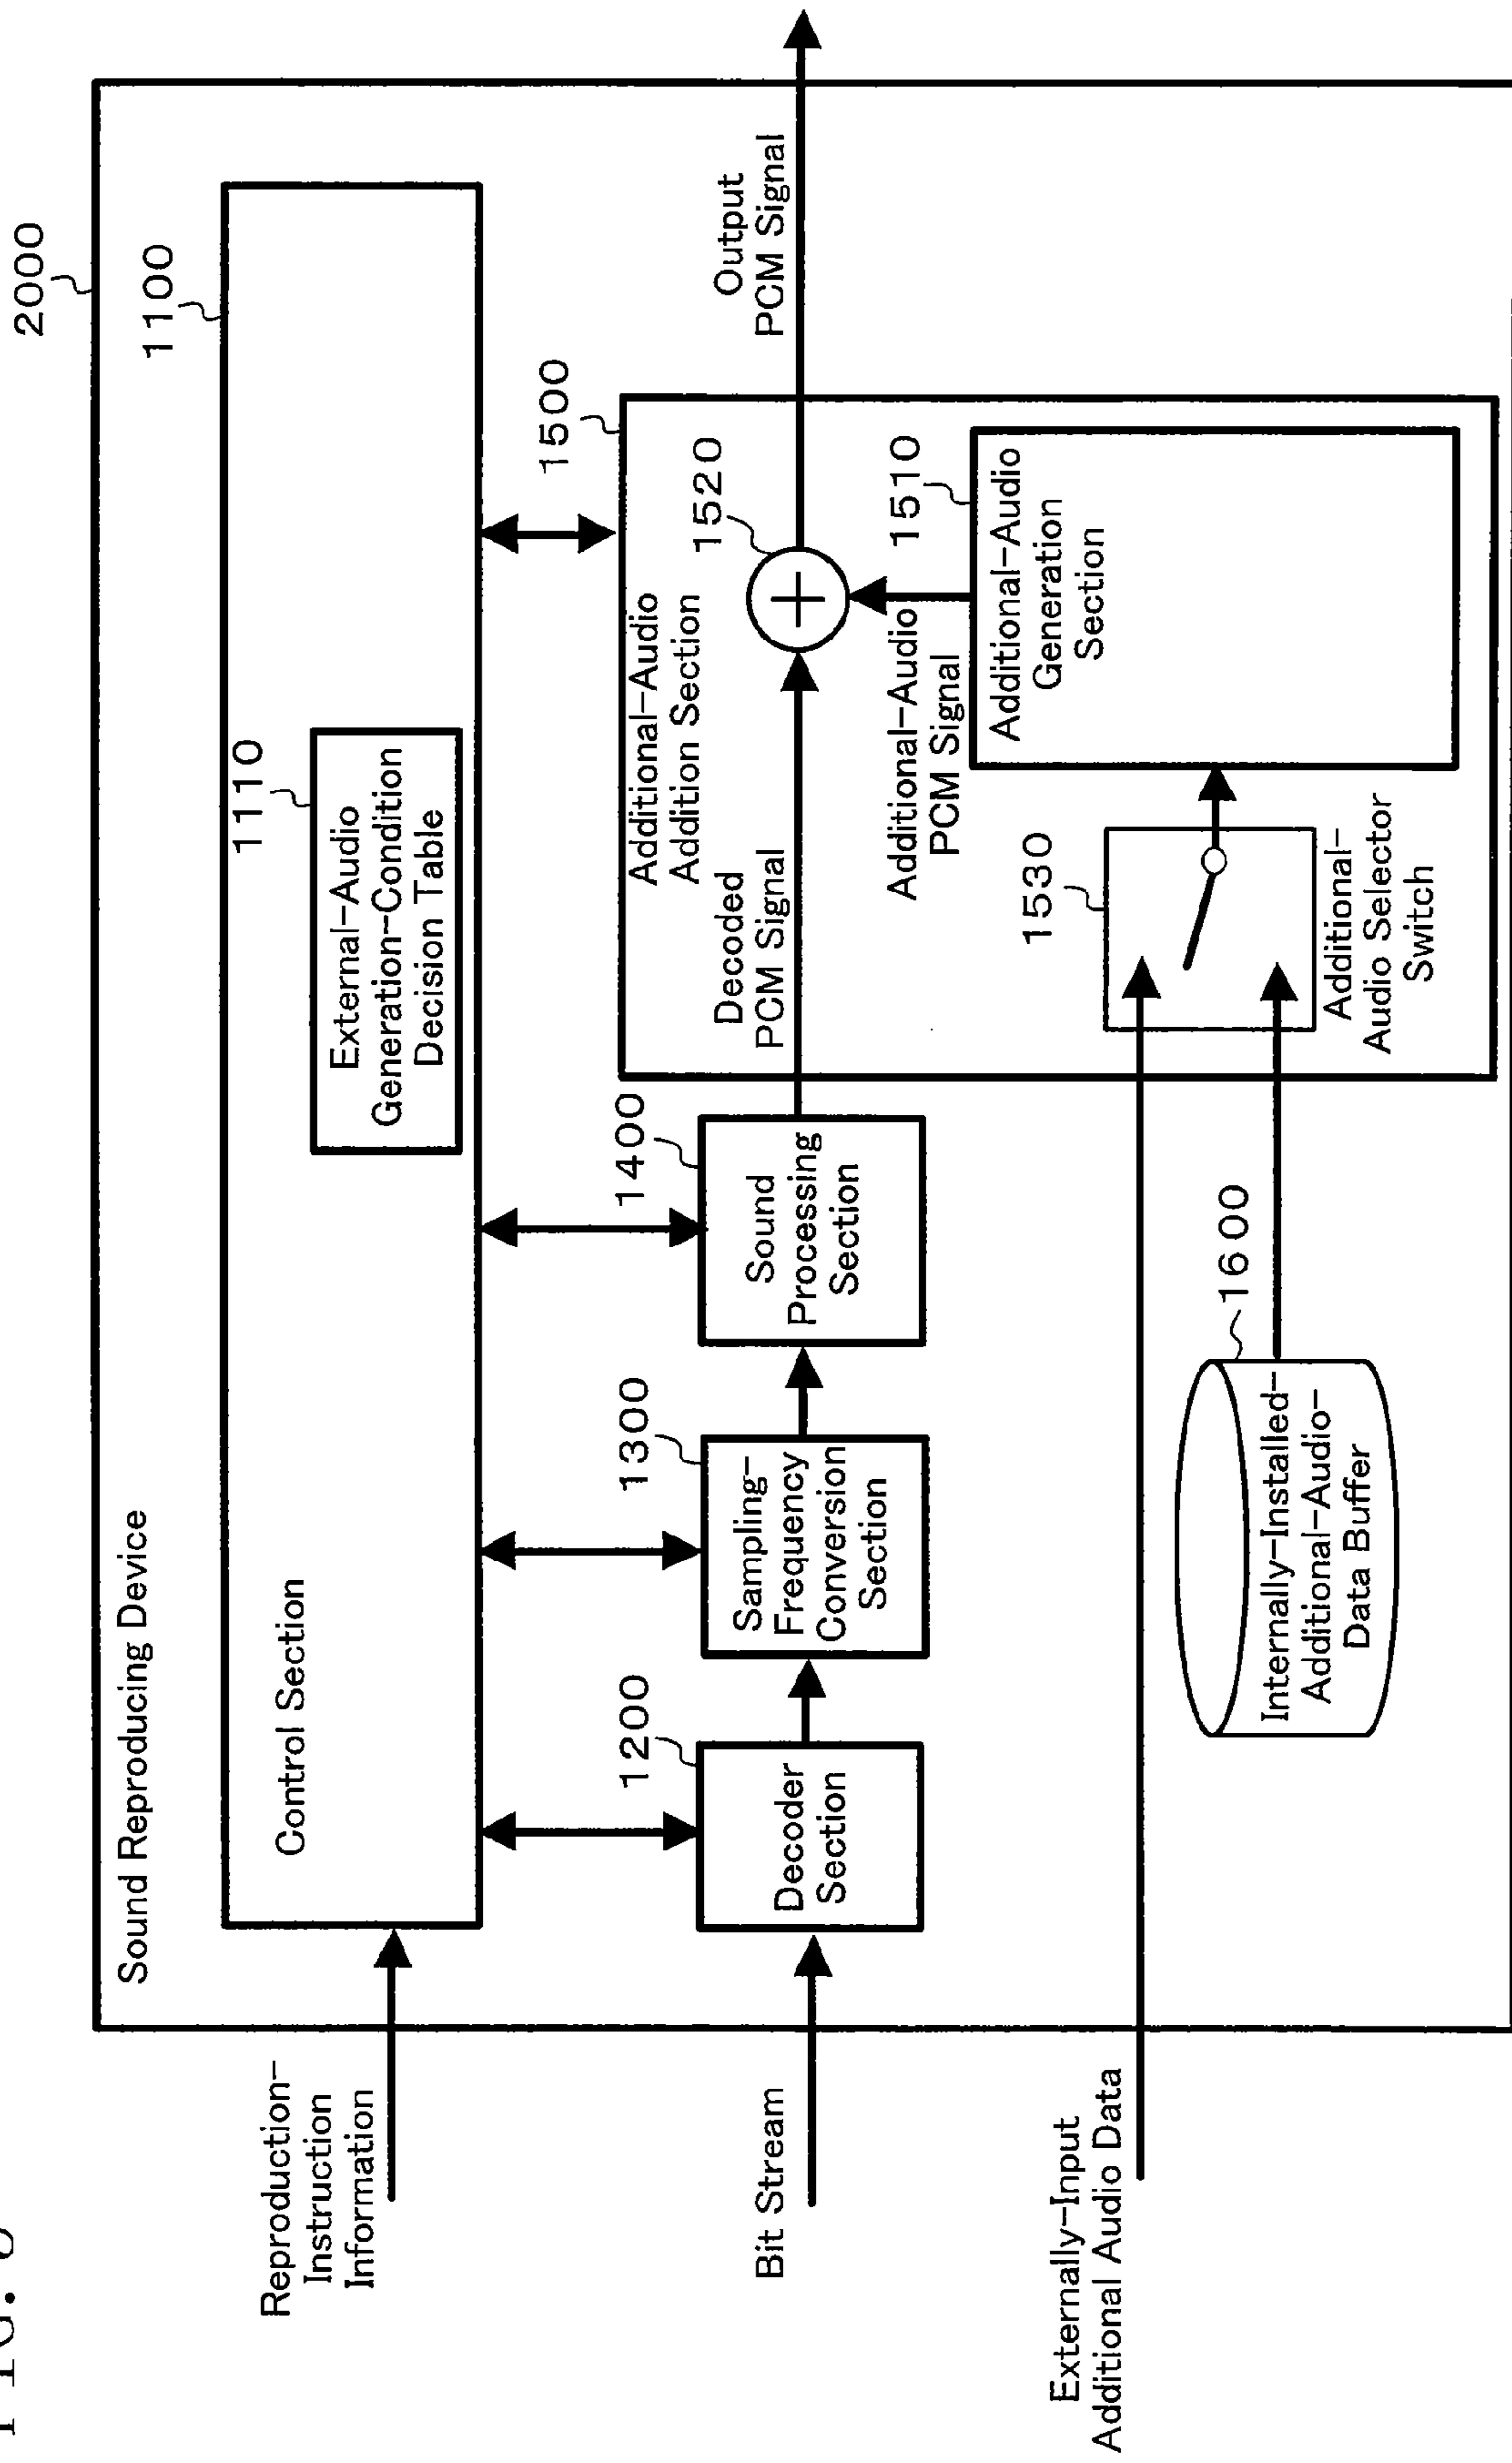 2000
Sound Reproducing Device
1100
Control Section
1110
External-Audio
Generation-Condition
Decision Table
Reproduction-
Instruction
Information
Bit Stream
1200
Decoder
Section
1300
Sampling-
Frequency
Conversion
Section
1400
Sound
Processing
Section
1500
Additional-Audio
Addition Section
Decoded
PCM Signal
1520
Output
PCM Signal
Additional-Audio
PCM Signal
1510
Additional-Audio
Generation
Section
1530
Additional-
Audio Selector
Switch
Externally-Input
Additional Audio Data
1600
Internally-Installed-
Additional-Audio-
Data Buffer